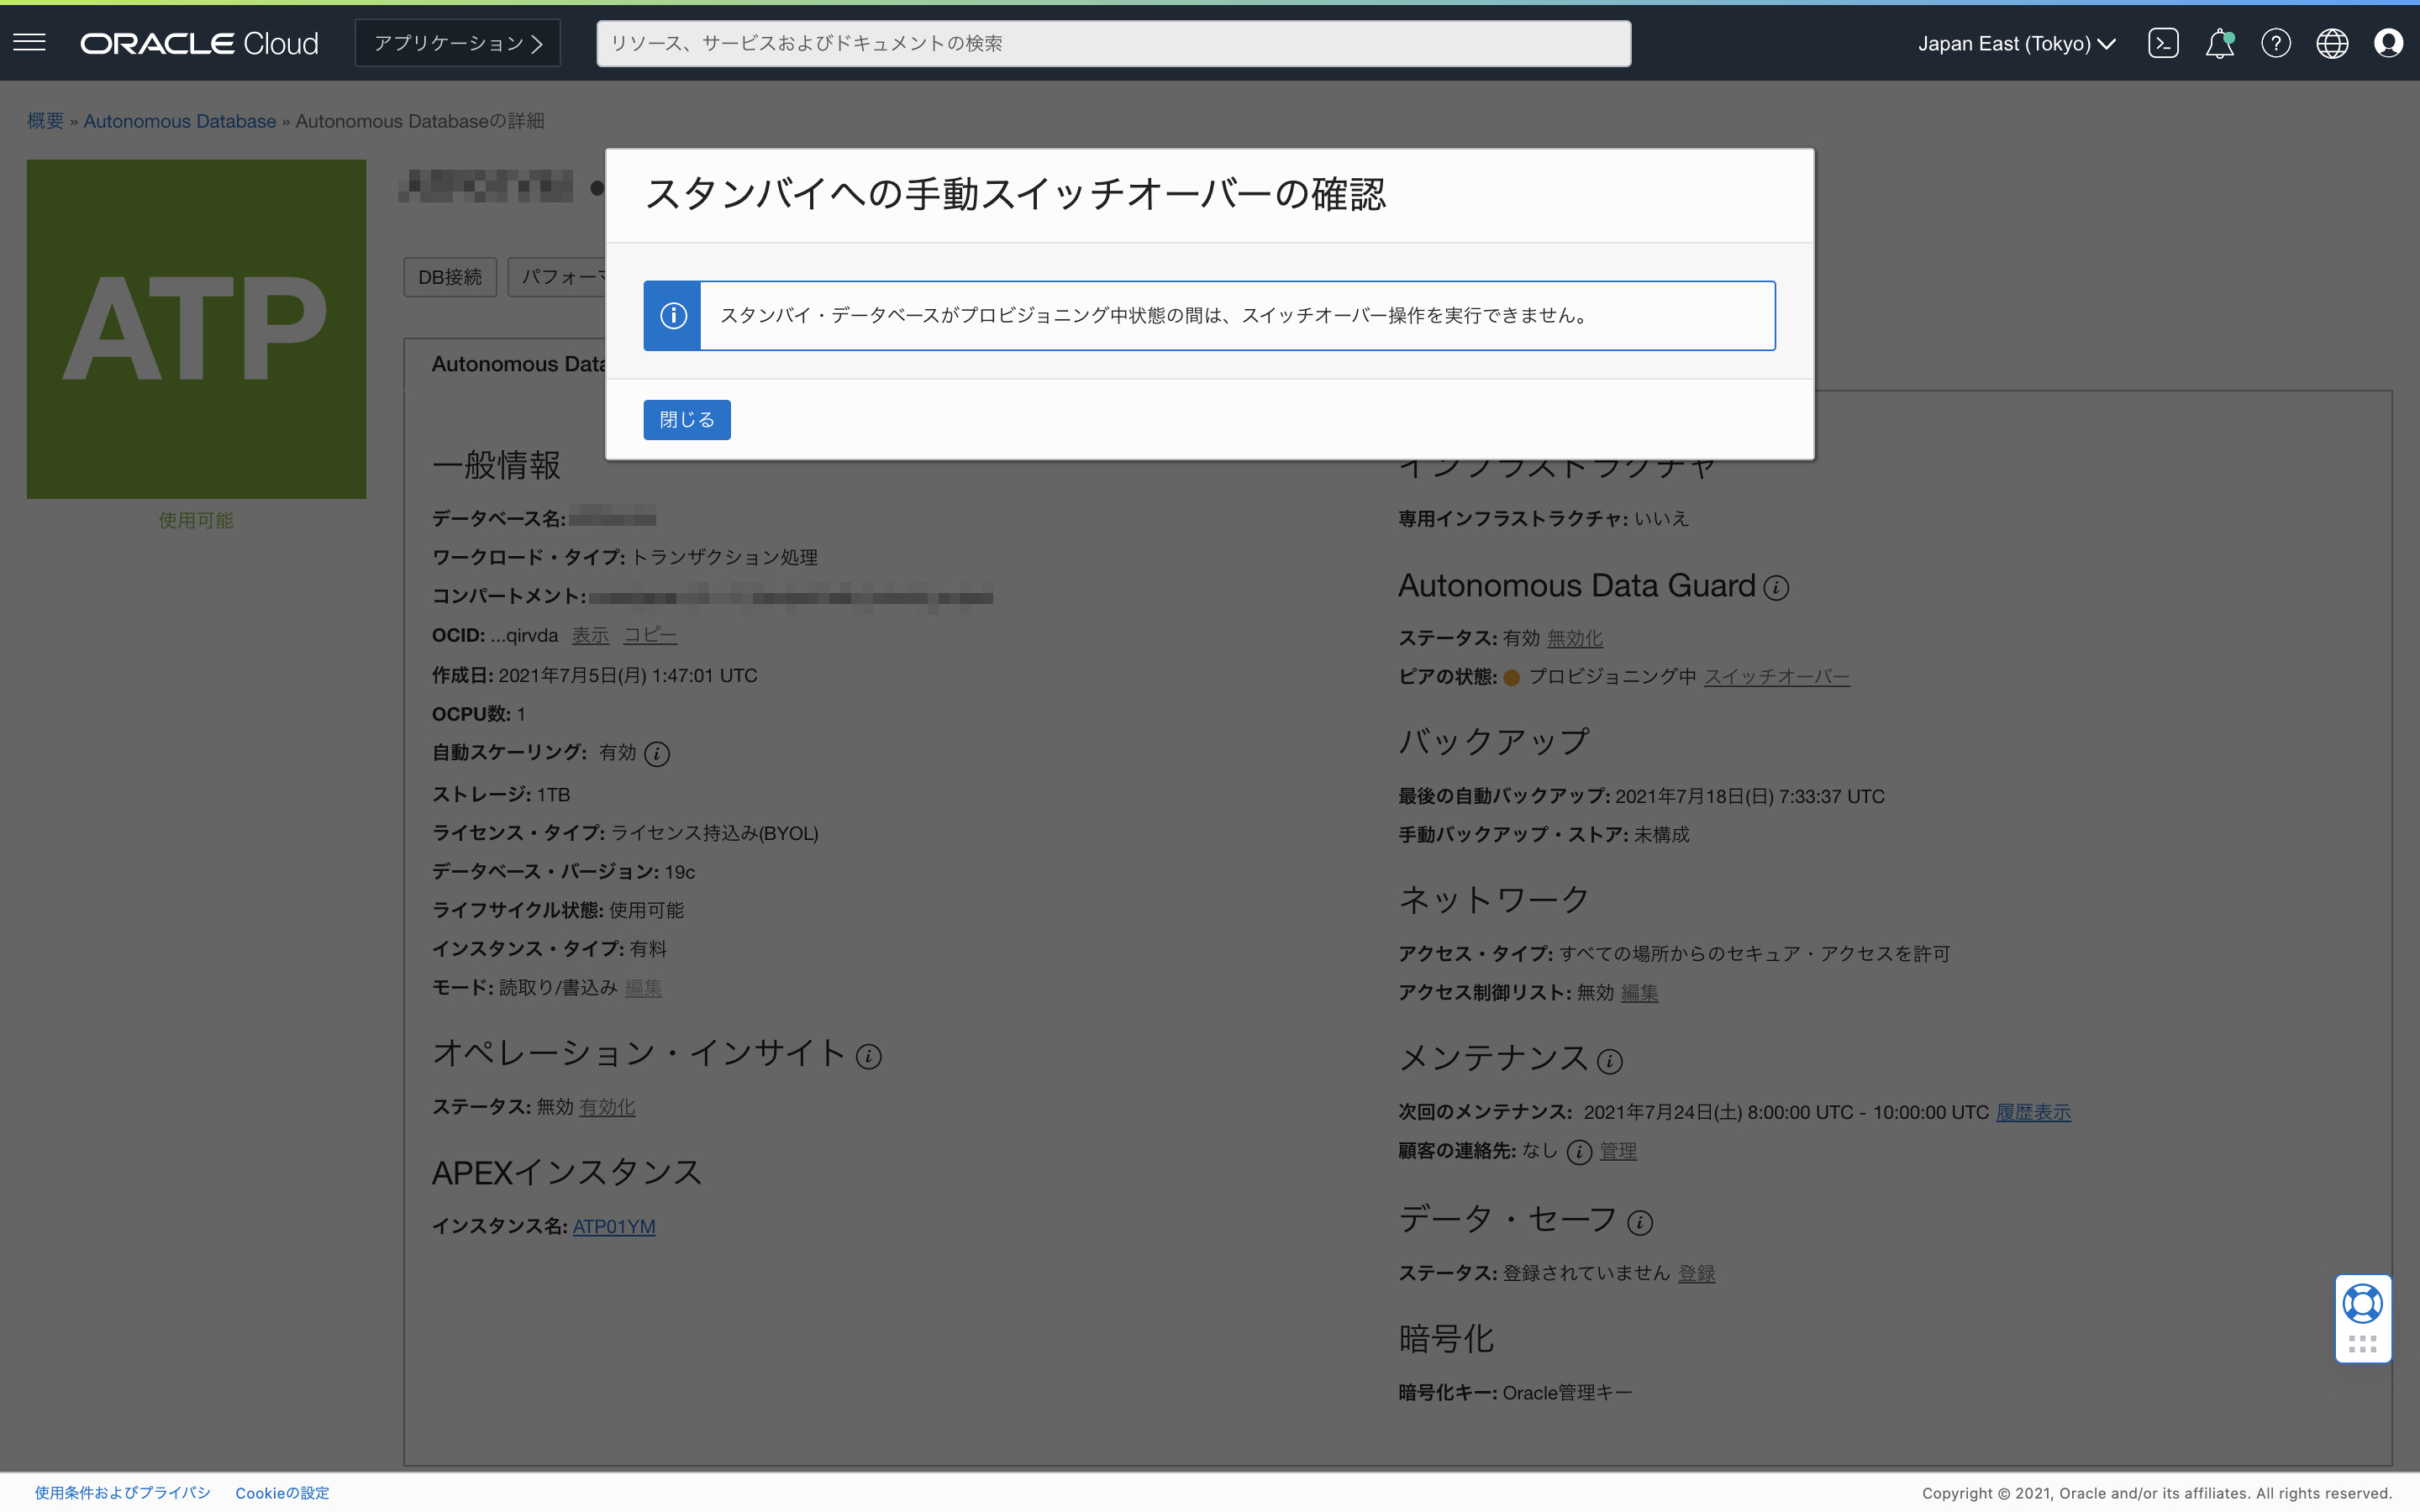 ORACLE Cloud
アプリケーション
リソース、サービスおよびドキュメントの検索
Japan East (Tokyo)
概要 » Autonomous Database » Autonomous Databaseの詳細
ATP
使用可能
DB接続
スタンバイへの手動スイッチオーバーの確認
スタンバイ・データベースがプロビジョニング中状態の間は、スイッチオーバー操作を実行できません。
閉じる
Autonomous
一般情報
データベース名:
ワークロード・タイプ: トランザクション処理
コンパートメント:
OCID: ...qirvda 表示 コピー
作成日: 2021年7月5日(月) 1:47:01 UTC
OCPU数: 1
自動スケーリング: 有効
ストレージ: 1TB
ライセンス・タイプ: ライセンス持込み(BYOL)
データベース・バージョン: 19c
ライフサイクル状態: 使用可能
インスタンス・タイプ: 有料
モード: 読取り/書込み 編集
オペレーション・インサイト
ステータス: 無効 有効化
APEXインスタンス
インスタンス名: ATP01YM
インフラストラクチャ
専用インフラストラクチャ: いいえ
Autonomous Data Guard
ステータス: 有効 無効化
ピアの状態: プロビジョニング中 スイッチオーバー
バックアップ
最後の自動バックアップ: 2021年7月18日(日) 7:33:37 UTC
手動バックアップ・ストア: 未構成
ネットワーク
アクセス・タイプ: すべての場所からのセキュア・アクセスを許可
アクセス制御リスト: 無効 編集
メンテナンス
次回のメンテナンス: 2021年7月24日(土) 8:00:00 UTC - 10:00:00 UTC 履歴表示
顧客の連絡先: なし 管理
データ・セーフ
ステータス: 登録されていません 登録
暗号化
暗号化キー: Oracle管理キー
使用条件およびプライバシ Cookieの設定
Copyright © 2021, Oracle and/or its affiliates. All rights reserved.